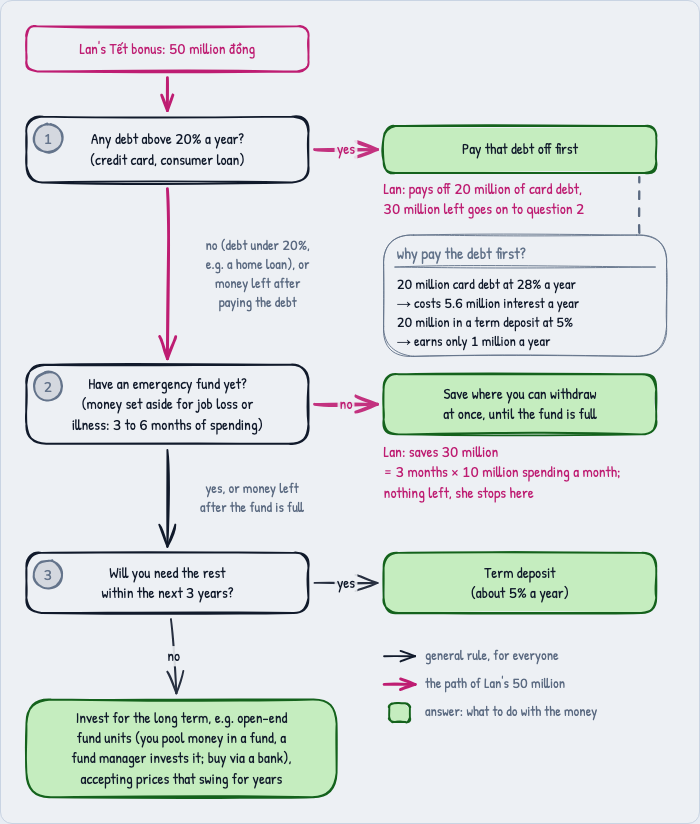 Lan's Tết bonus: 50 million đồng
1
Any debt above 20% a year?
(credit card, consumer loan)
yes
Pay that debt off first
Lan: pays off 20 million of card debt,
30 million left goes on to question 2
no (debt under 20%,
e.g. a home loan), or
money left after
paying the debt
why pay the debt first?
20 million card debt at 28% a year
→ costs 5.6 million interest a year
20 million in a term deposit at 5%
→ earns only 1 million a year
2
Have an emergency fund yet?
(money set aside for job loss or
illness: 3 to 6 months of spending)
no
Save where you can withdraw
at once, until the fund is full
Lan: saves 30 million
= 3 months × 10 million spending a month;
nothing left, she stops here
yes, or money left
after the fund is full
3
Will you need the rest
within the next 3 years?
yes
Term deposit
(about 5% a year)
no
general rule, for everyone
the path of Lan's 50 million
answer: what to do with the money
Invest for the long term, e.g. open-end
fund units (you pool money in a fund, a
fund manager invests it; buy via a bank),
accepting prices that swing for years